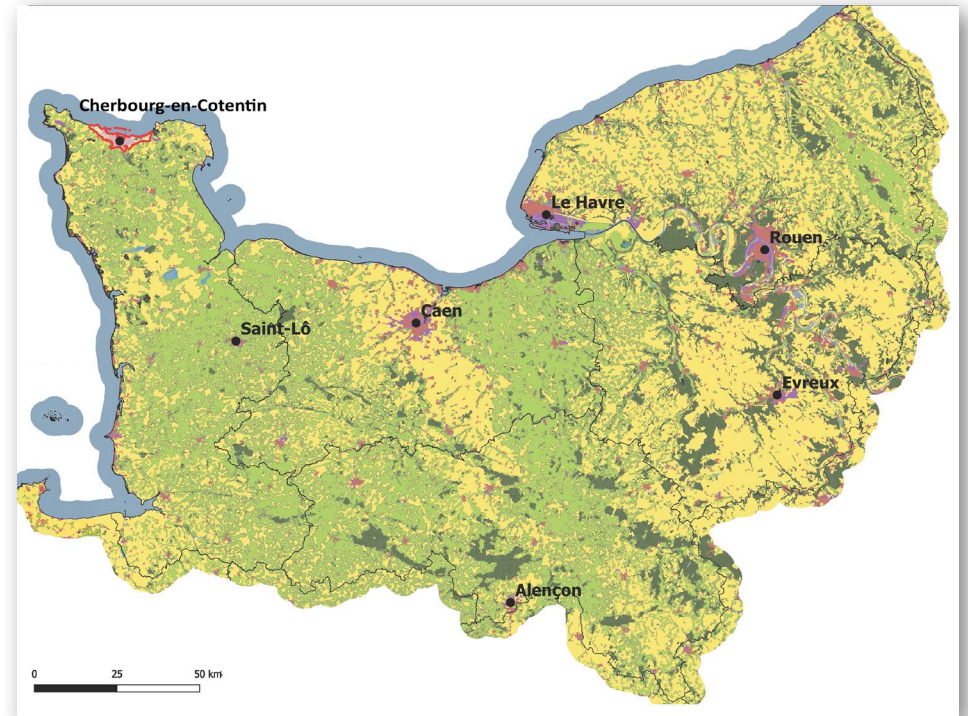 Cherbourg-en-Cotentin
Le Havre
Rouen
Caen
Saint-Lô
Evreux
Alençon
0 25 50 km